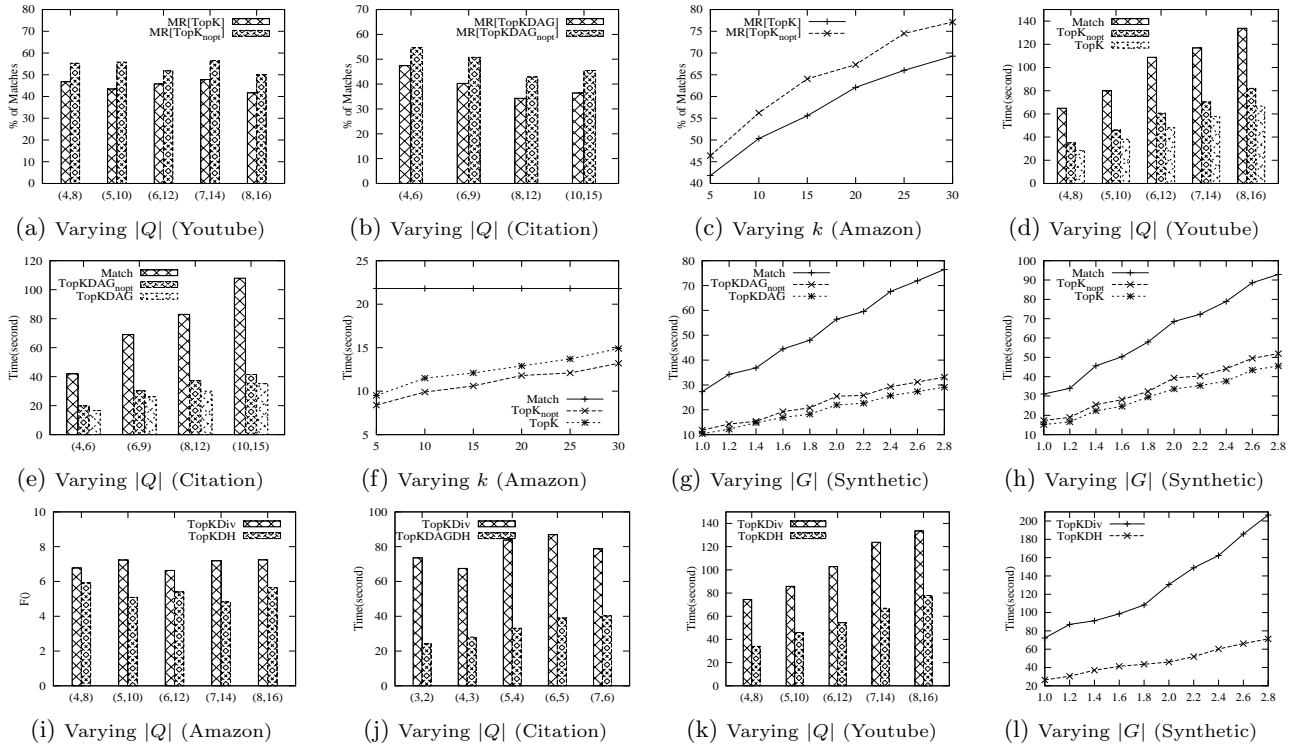 MR[TopK]
MR[TopKnopt]
% of Matches
80
70
60
50
40
30
20
10
0
(4,8) (5,10) (6,12) (7,14) (8,16)
(a) Varying |Q| (Youtube)
MR[TopKDAG]
MR[TopKDAGnopt]
% of Matches
70
60
50
40
30
20
10
0
(4,6) (6,9) (8,12) (10,15)
(b) Varying |Q| (Citation)
MR[TopK]
MR[TopKnopt]
% of Matches
80
75
70
65
60
55
50
45
40
5 10 15 20 25 30
(c) Varying k (Amazon)
Match
TopKnopt
TopK
Time(second)
140
120
100
80
60
40
20
0
(4,8) (5,10) (6,12) (7,14) (8,16)
(d) Varying |Q| (Youtube)
Match
TopKDAGnopt
TopKDAG
Time(second)
120
100
80
60
40
20
0
(4,6) (6,9) (8,12) (10,15)
(e) Varying |Q| (Citation)
Match
TopKnopt
TopK
Time(second)
25
22
19
16
13
10
5
5 10 15 20 25 30
(f) Varying k (Amazon)
Match
TopKDAGnopt
TopKDAG
Time(second)
80
70
60
50
40
30
20
10
1.0 1.2 1.4 1.6 1.8 2.0 2.2 2.4 2.6 2.8
(g) Varying |G| (Synthetic)
Match
TopKnopt
TopK
Time(second)
100
90
80
70
60
50
40
30
20
10
1.0 1.2 1.4 1.6 1.8 2.0 2.2 2.4 2.6 2.8
(h) Varying |G| (Synthetic)
TopKDiv
TopKDH
F()
10
8
6
4
2
0
(4,8) (5,10) (6,12) (7,14) (8,16)
(i) Varying |Q| (Amazon)
TopKDiv
TopKDAGDH
Time(second)
100
80
60
40
20
0
(3,2) (4,3) (5,4) (6,5) (7,6)
(j) Varying |Q| (Citation)
TopKDiv
TopKDH
Time(second)
140
120
100
80
60
40
20
0
(4,8) (5,10) (6,12) (7,14) (8,16)
(k) Varying |Q| (Youtube)
TopKDiv
TopKDH
Time(second)
200
180
160
140
120
100
80
60
40
20
1.0 1.2 1.4 1.6 1.8 2.0 2.2 2.4 2.6 2.8
(l) Varying |G| (Synthetic)